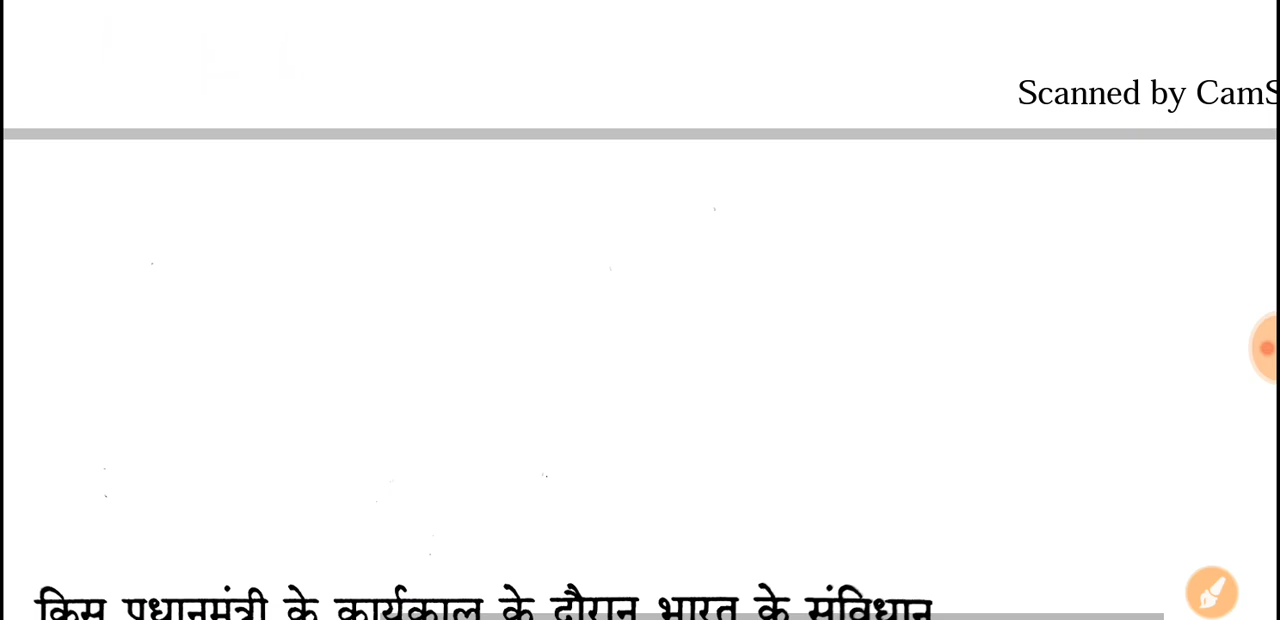 Scanned by CamS
किस प्रधानमंत्री के कार्यकाल के दौरान भारत के संविधान